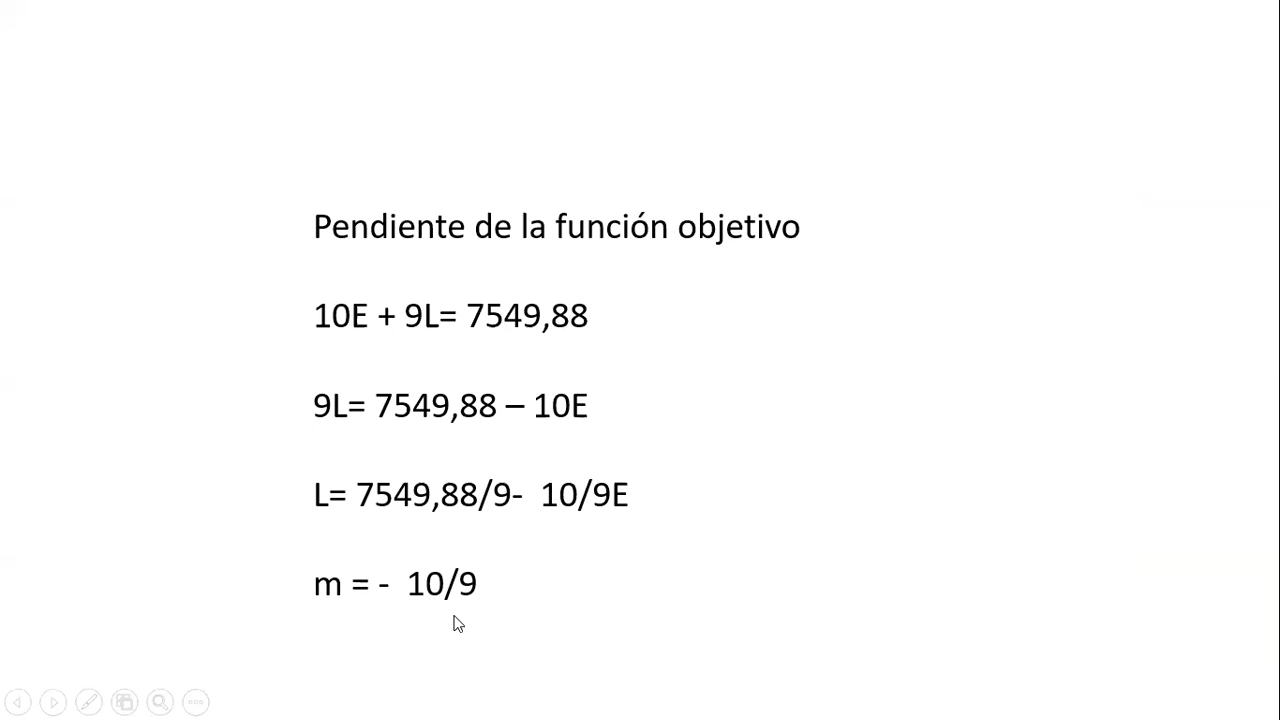 Pendiente de la función objetivo
10E + 9L= 7549,88
9L= 7549,88 – 10E
L= 7549,88/9-  10/9E
m = -  10/9